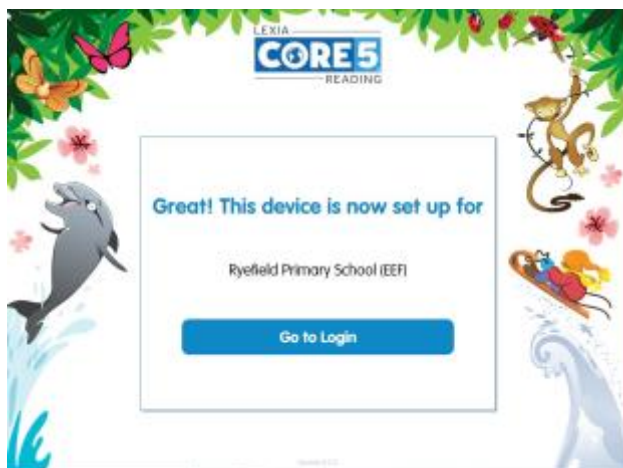 LEXIA
CORE5
READING
Great! This device is now set up for
Ryefield Primary School (EEF)
Go to Login